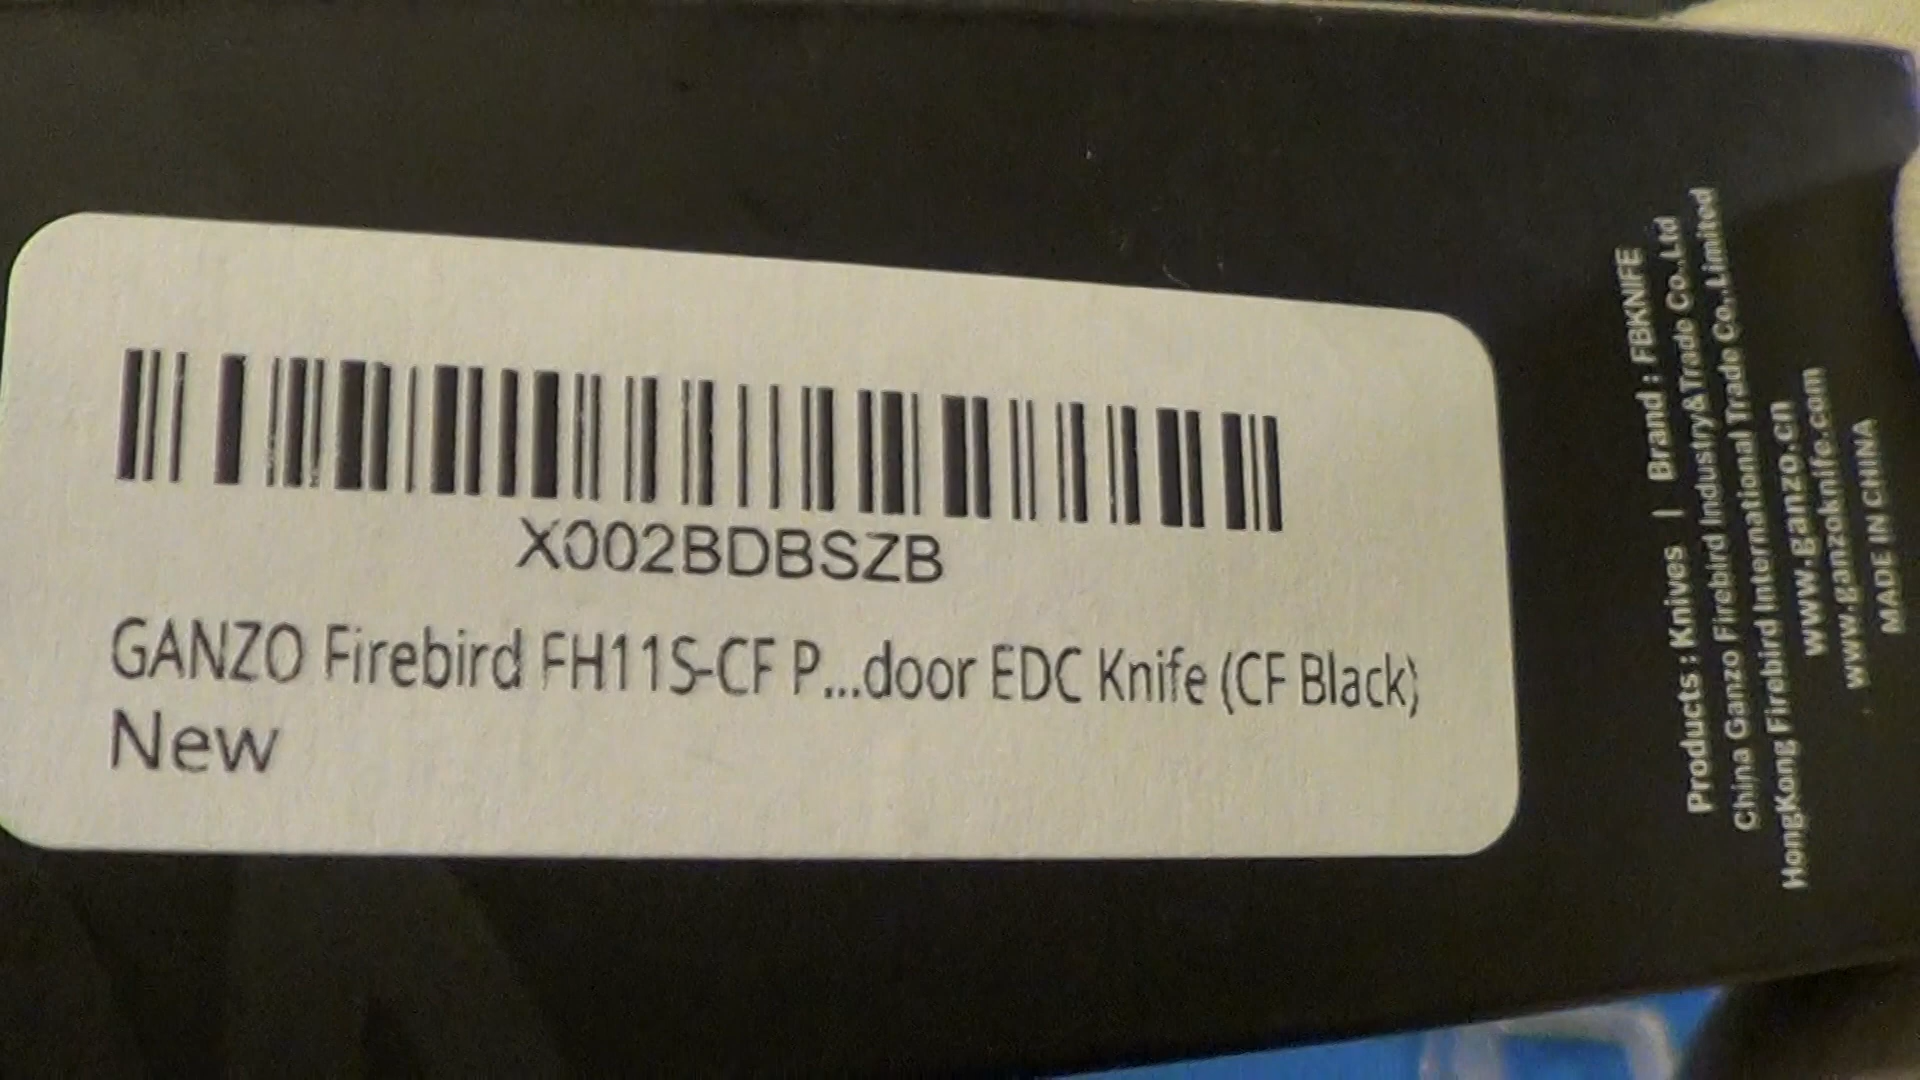 X002BDBSZB
GANZO Firebird FH11S-CF P...door EDC Knife (CF Black)
New
Products : Knives | Brand : FBKNIFE
China Ganzo Firebird Industry&Trade Co.,Ltd
HongKong Firebird International Trade Co.,Limited
www.ganzo.cn
www.ganzoknife.com
MADE IN CHINA